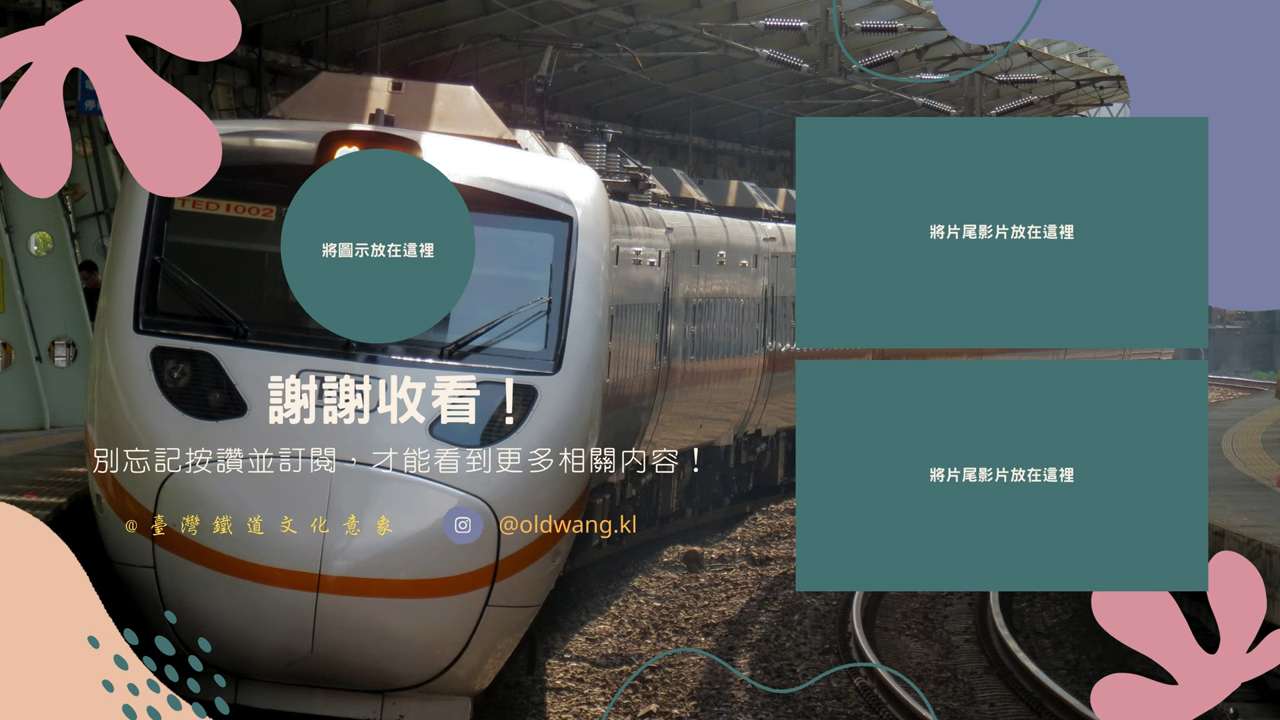 TED1002
將圖示放在這裡
謝謝收看！
別忘記按讚並訂閱，才能看到更多相關內容！
@臺灣鐵道文化意象
@oldwang.kl
將片尾影片放在這裡
將片尾影片放在這裡